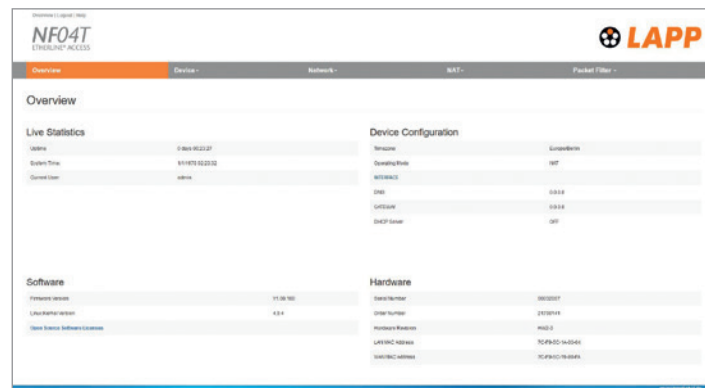 Overview | Logout | Help
NF04T
ETHERLINE® ACCESS
LAPP
Overview
Device
Network
NAT
Packet Filter
Overview
Live Statistics
Uptime
0 days 00:23:27
System Time
Current User
admin
Device Configuration
Timezone
Europe/Berlin
Operating Mode
NAT
INTERFACE
DNS
0.0.0.0
GATEWAY
0.0.0.0
DHCP Server
OFF
Software
Firmware Version
Linux Kernel Version
Open Source Software Licenses
Hardware
Serial Number
Order Number
Hardware Revision
LAN MAC Address
WAN MAC Address